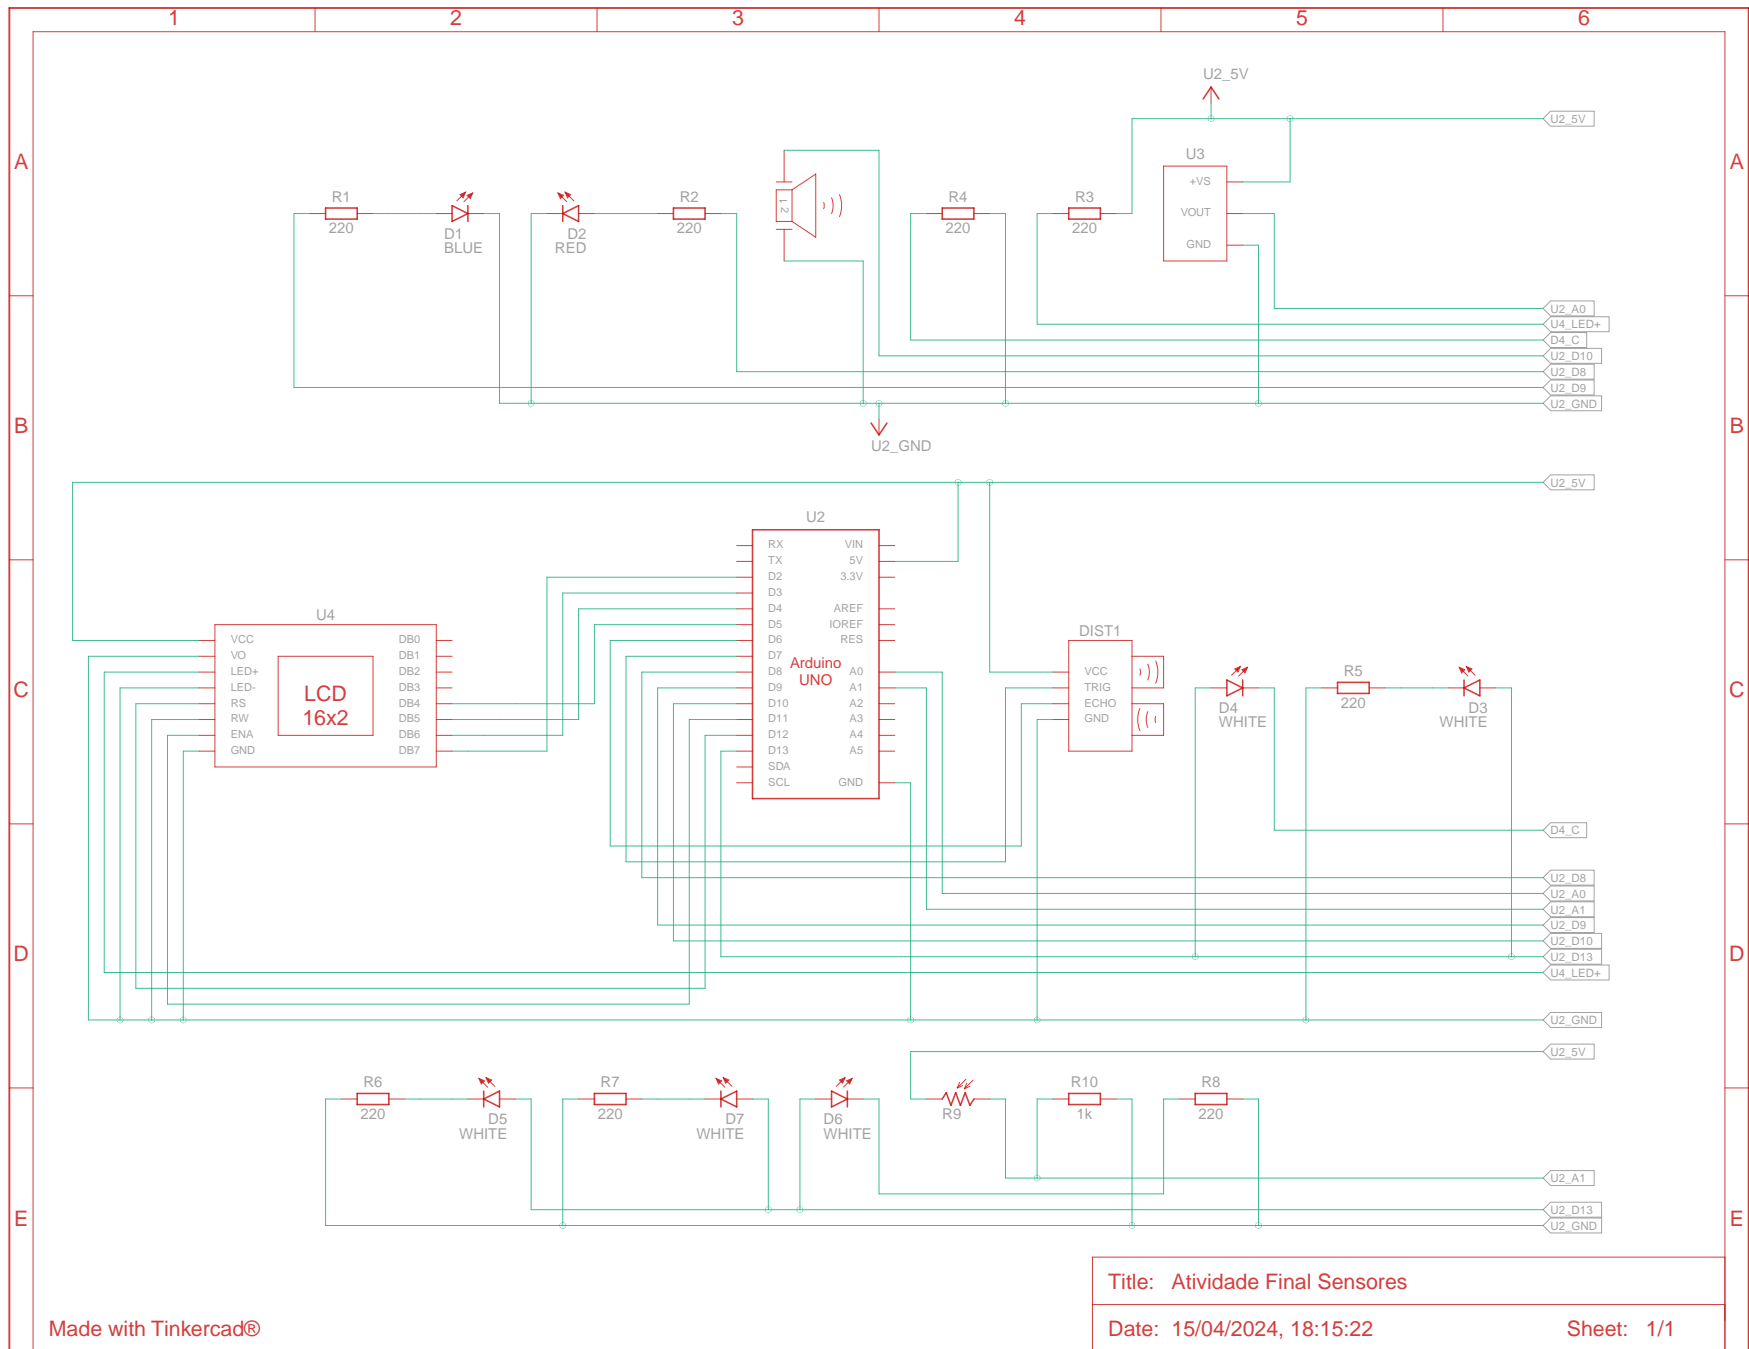 1 2 3 4 5 6
U2_5V
U2_5V
A A
U3
+VS
VOUT
GND
R1
220
D1
BLUE
D2
RED
R2
220
1 2
R4
220
R3
220
U2_A0
U4_LED+
D4_C
U2_D10
U2_D8
U2_D9
U2_GND
B B
U2_GND
U2_5V
U2
RX VIN
TX 5V
D2 3.3V
D3
D4 AREF
D5 IOREF
D6 RES
D7
D8 A0
D9 A1
D10 A2
D11 A3
D12 A4
D13 A5
SDA
SCL GND
Arduino
UNO
U4
VCC DB0
VO DB1
LED+ DB2
LED- DB3
RS DB4
RW DB5
ENA DB6
GND DB7
LCD
16x2
DIST1
VCC
TRIG
ECHO
GND
C C
D4
WHITE
R5
220
D3
WHITE
D4_C
U2_D8
U2_A0
U2_A1
U2_D9
U2_D10
U2_D13
U4_LED+
D D
U2_GND
U2_5V
R6
220
D5
WHITE
R7
220
D7
WHITE
D6
WHITE
R9
R10
1k
R8
220
U2_A1
U2_D13
U2_GND
E E
Title: Atividade Final Sensores
Made with Tinkercad®
Date: 15/04/2024, 18:15:22 Sheet: 1/1